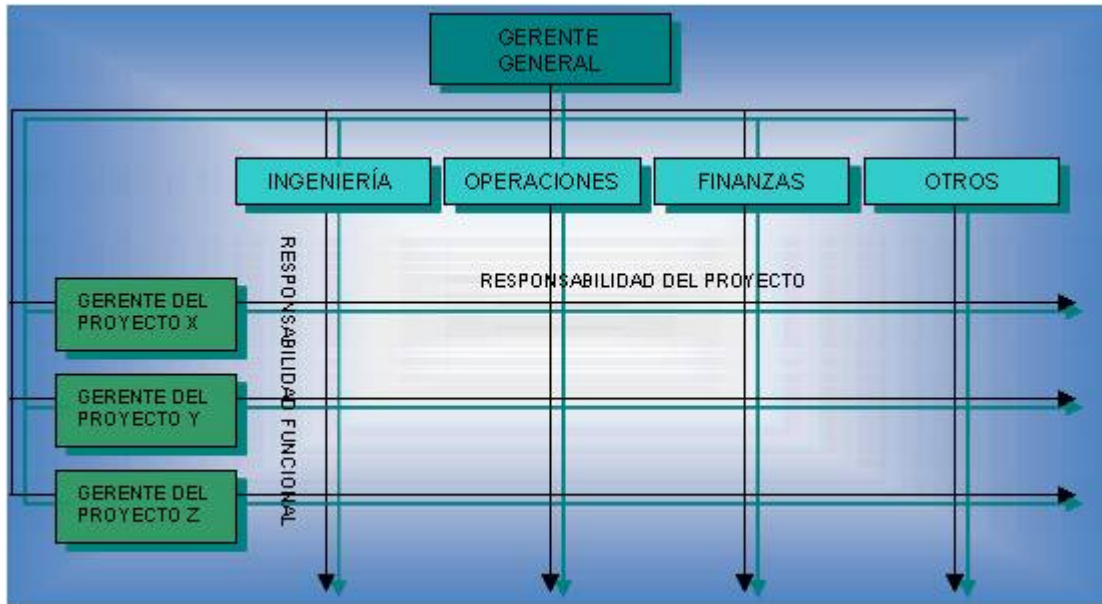 GERENTE
GENERAL
INGENIERÍA
OPERACIONES
FINANZAS
OTROS
RESPONSABILIDAD FUNCIONAL
RESPONSABILIDAD DEL PROYECTO
GERENTE DEL
PROYECTO X
GERENTE DEL
PROYECTO Y
GERENTE DEL
PROYECTO Z